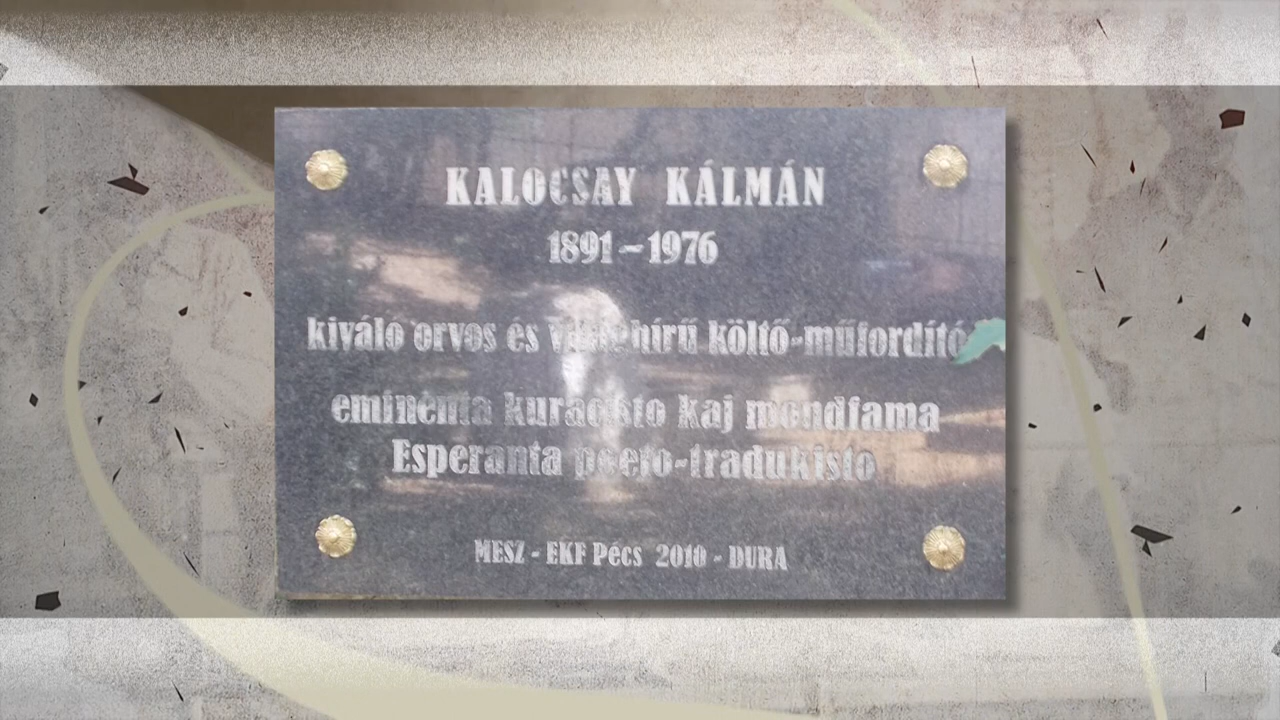 KALOCSAY KÁLMÁN
1891 – 1976
kiváló orvos és világhírű költő-műfordító
eminenta kuracisto kaj mondfama
Esperanta poeto-tradukisto
MESZ - EKF Pécs 2010 - DURA